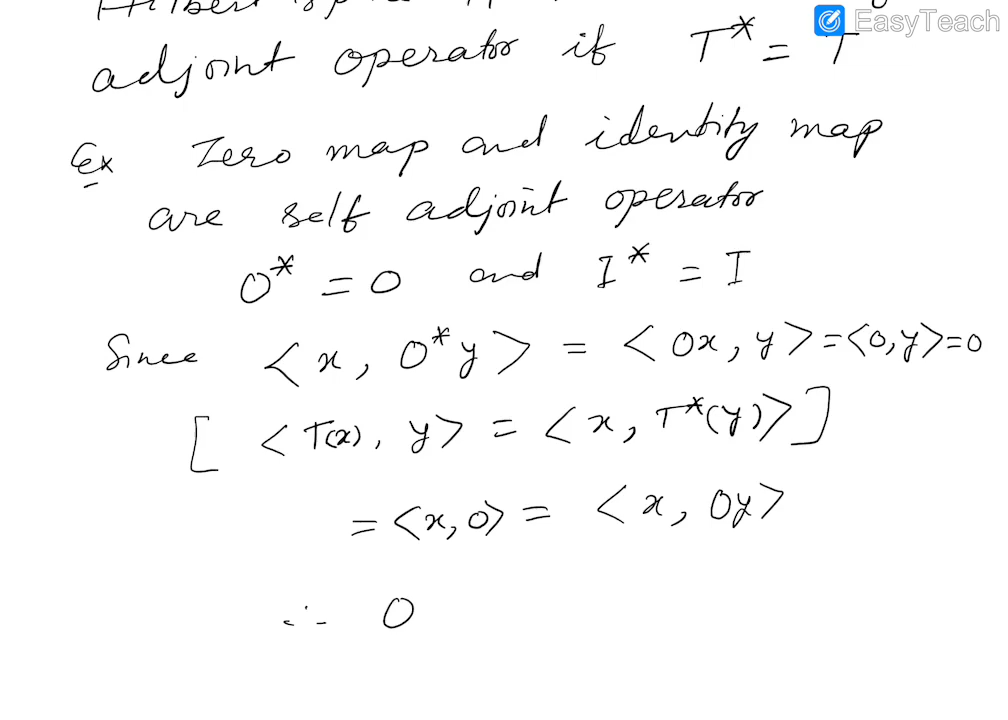 Hilbert
EasyTeach
adjoint operator if T* = T
Ex Zero map and identity map
are self adjoint operator
0* = 0 and I* = I
Since < x, 0*y > = < 0x, y > = <0, y> = 0
[ < T(x), y > = < x, T*(y) > ]
= <x, 0> = < x, 0y >
∴ 0